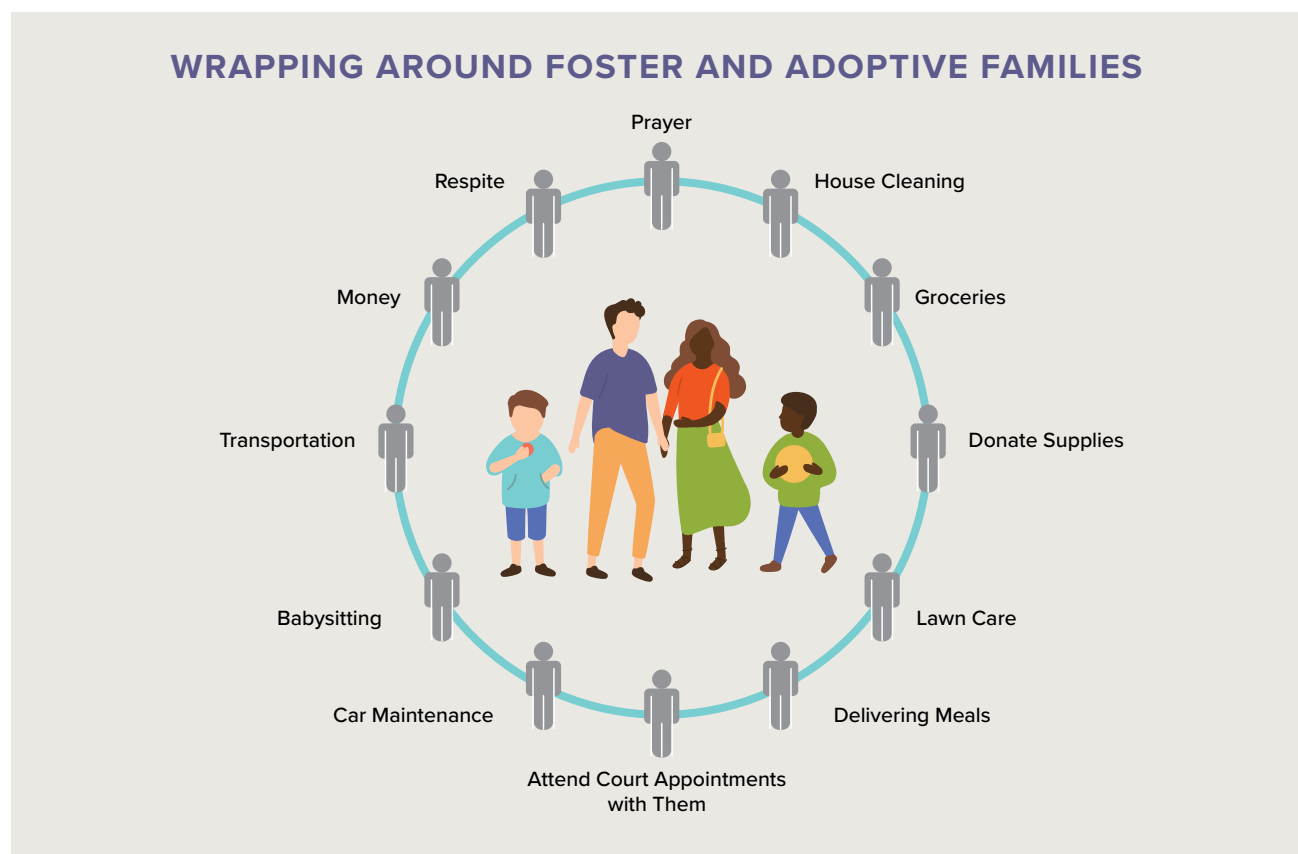 WRAPPING AROUND FOSTER AND ADOPTIVE FAMILIES
Prayer
Respite
House Cleaning
Money
Groceries
Transportation
Donate Supplies
Babysitting
Lawn Care
Car Maintenance
Delivering Meals
Attend Court Appointments
with Them